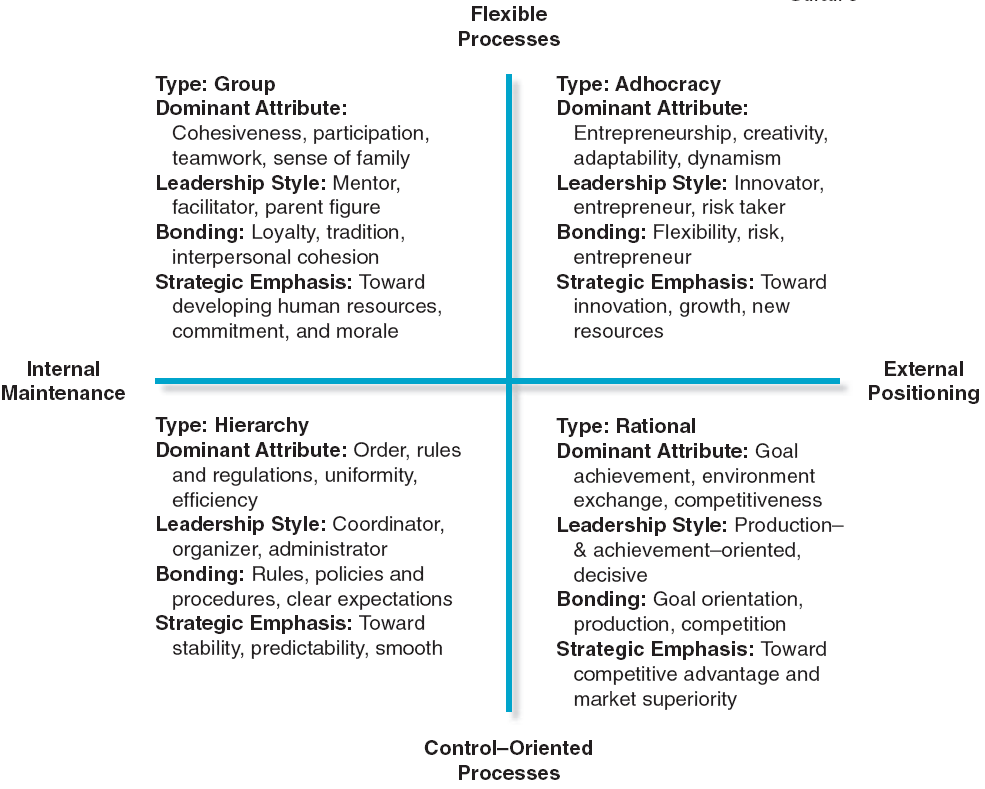 Flexible
Processes
Type: Group
Dominant Attribute:
Cohesiveness, participation,
teamwork, sense of family
Leadership Style: Mentor,
facilitator, parent figure
Bonding: Loyalty, tradition,
interpersonal cohesion
Strategic Emphasis: Toward
developing human resources,
commitment, and morale
Type: Adhocracy
Dominant Attribute:
Entrepreneurship, creativity,
adaptability, dynamism
Leadership Style: Innovator,
entrepreneur, risk taker
Bonding: Flexibility, risk,
entrepreneur
Strategic Emphasis: Toward
innovation, growth, new
resources
Internal
Maintenance
External
Positioning
Type: Hierarchy
Dominant Attribute: Order, rules
and regulations, uniformity,
efficiency
Leadership Style: Coordinator,
organizer, administrator
Bonding: Rules, policies and
procedures, clear expectations
Strategic Emphasis: Toward
stability, predictability, smooth
Type: Rational
Dominant Attribute: Goal
achievement, environment
exchange, competitiveness
Leadership Style: Production–
& achievement–oriented,
decisive
Bonding: Goal orientation,
production, competition
Strategic Emphasis: Toward
competitive advantage and
market superiority
Control–Oriented
Processes